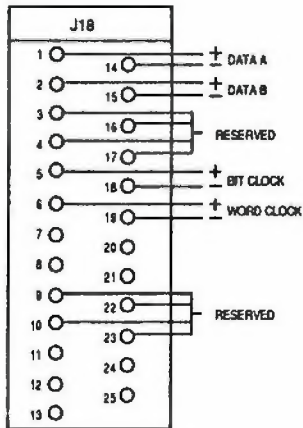 J18
1 + DATA A
14 −
2 + DATA B
15 −
3
16
4 RESERVED
17
5 + BIT CLOCK
18 −
6 + WORD CLOCK
19 −
7
20
8
21
9
22
10 RESERVED
23
11
24
12
25
13